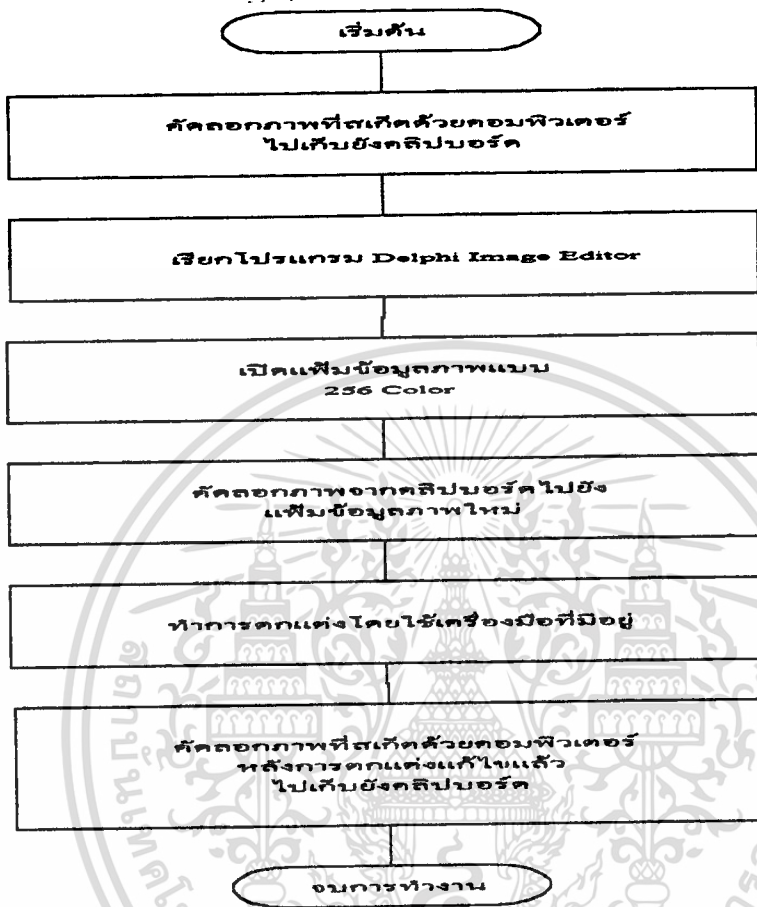 เริ่มต้น
คัดลอกภาพที่สเก็ตด้วยคอมพิวเตอร์
ไปเก็บยังคลิปบอร์ด
เรียกโปรแกรม Delphi Image Editor
เปิดแฟ้มข้อมูลภาพแบบ
256 Color
คัดลอกภาพจากคลิปบอร์ดไปยัง
แฟ้มข้อมูลภาพใหม่
ทำการตกแต่งโดยใช้เครื่องมือที่มีอยู่
คัดลอกภาพที่สเก็ตด้วยคอมพิวเตอร์
หลังการตกแต่งแก้ไขแล้ว
ไปเก็บยังคลิปบอร์ด
จบการทำงาน